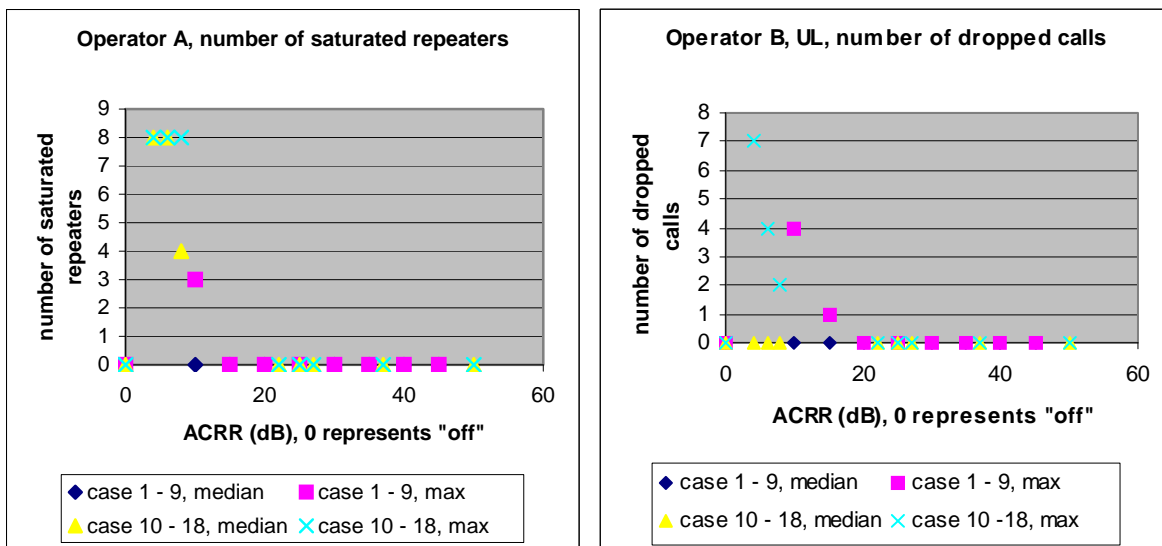 Operator A, number of saturated repeaters
number of saturated
repeaters
9
8
7
6
5
4
3
2
1
0
0
20
40
60
ACRR (dB), 0 represents "off"
case 1 - 9, median
case 1 - 9, max
case 10 - 18, median
case 10 - 18, max
Operator B, UL, number of dropped calls
number of dropped
calls
8
7
6
5
4
3
2
1
0
0
20
40
60
ACRR (dB), 0 represents "off"
case 1 - 9, median
case 1 - 9, max
case 10 - 18, median
case 10 -18, max